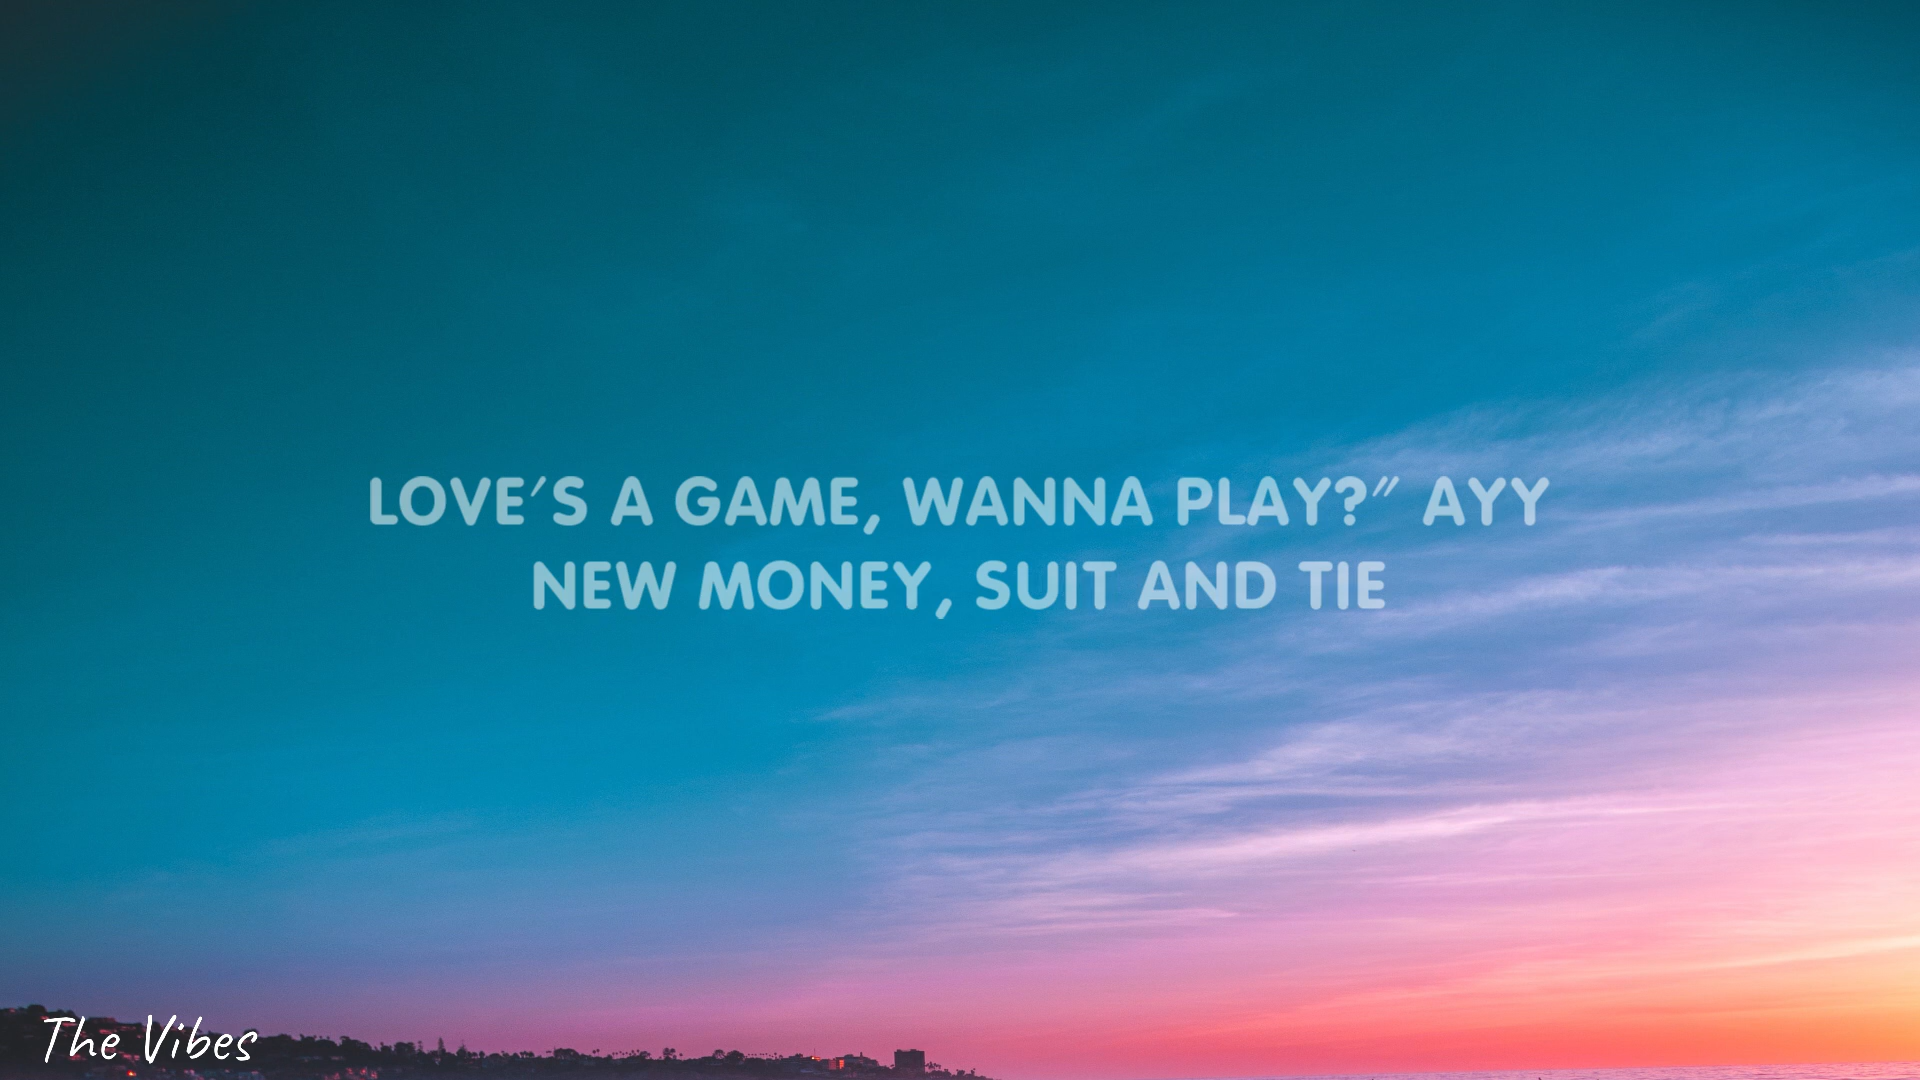 LOVE′S A GAME, WANNA PLAY?″ AYY
NEW MONEY, SUIT AND TIE
The Vibes